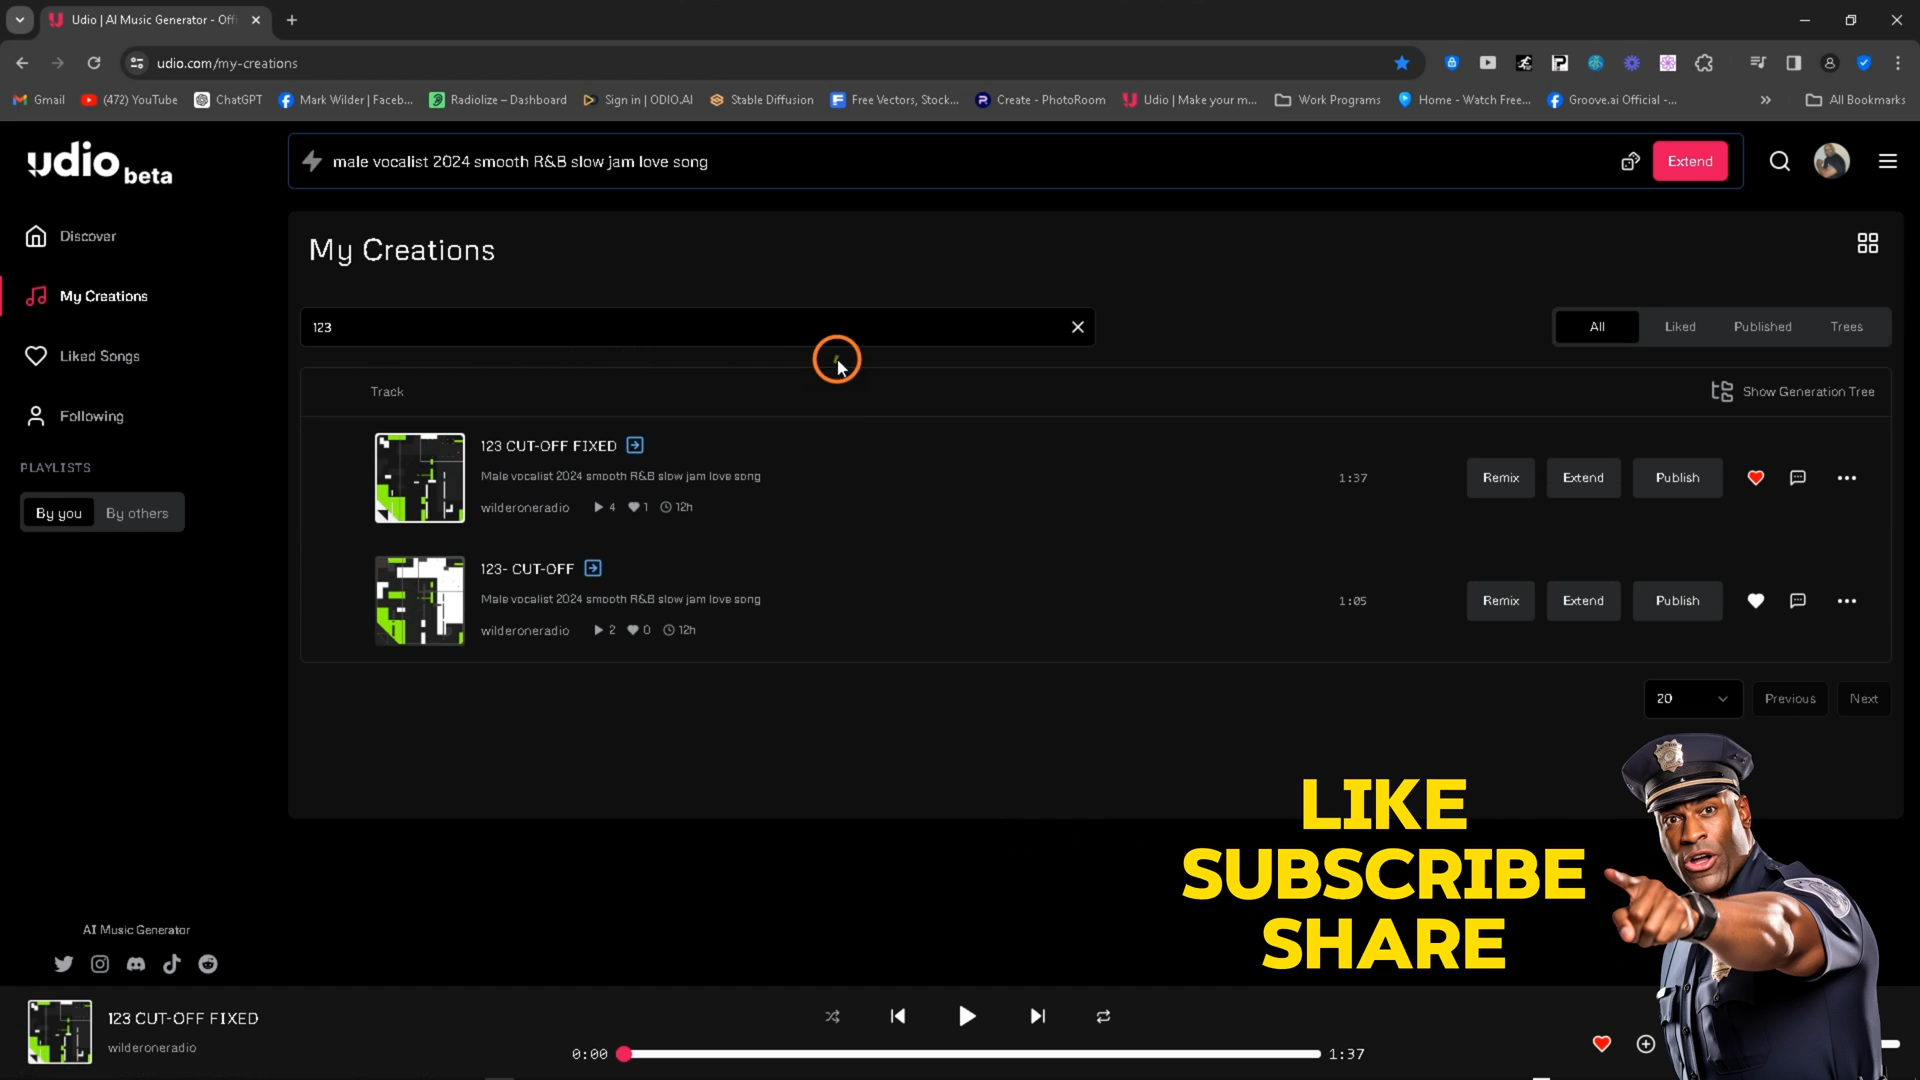 Udio | AI Music Generator - Offi
udio.com/my-creations
Gmail
(472) YouTube
ChatGPT
Mark Wilder | Faceb...
Radiolize – Dashboard
Sign in | ODIO.AI
Stable Diffusion
Free Vectors, Stock...
Create - PhotoRoom
Udio | Make your m...
Work Programs
Home - Watch Free...
Groove.ai Official -...
All Bookmarks
udio beta
male vocalist 2024 smooth R&B slow jam love song
Extend
Discover
My Creations
Liked Songs
Following
PLAYLISTS
By you
By others
My Creations
123
All
Liked
Published
Trees
Track
Show Generation Tree
123 CUT-OFF FIXED
Male vocalist 2024 smooth R&B slow jam love song
wilderoneradio 4 1 12h
1:37
Remix
Extend
Publish
123- CUT-OFF
Male vocalist 2024 smooth R&B slow jam love song
wilderoneradio 2 0 12h
1:05
Remix
Extend
Publish
20
Previous
Next
LIKE
SUBSCRIBE
SHARE
AI Music Generator
123 CUT-OFF FIXED
wilderoneradio
0:00
1:37